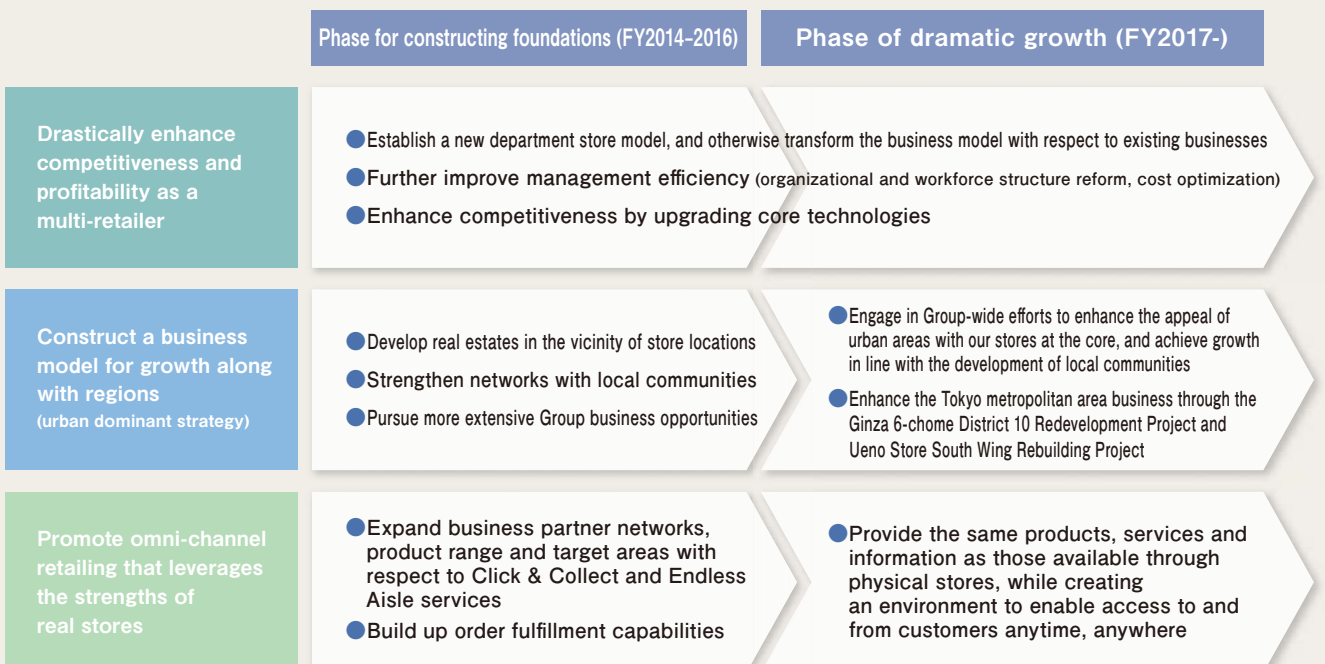 Phase for constructing foundations (FY2014–2016)
Phase of dramatic growth (FY2017-)
Drastically enhance
competitiveness and
profitability as a
multi-retailer
●Establish a new department store model, and otherwise transform the business model with respect to existing businesses
●Further improve management efficiency (organizational and workforce structure reform, cost optimization)
●Enhance competitiveness by upgrading core technologies
Construct a business
model for growth along
with regions
(urban dominant strategy)
●Develop real estates in the vicinity of store locations
●Strengthen networks with local communities
●Pursue more extensive Group business opportunities
●Engage in Group-wide efforts to enhance the appeal of
urban areas with our stores at the core, and achieve growth
in line with the development of local communities
●Enhance the Tokyo metropolitan area business through the
Ginza 6-chome District 10 Redevelopment Project and
Ueno Store South Wing Rebuilding Project
Promote omni-channel
retailing that leverages
the strengths of
real stores
●Expand business partner networks,
product range and target areas with
respect to Click & Collect and Endless
Aisle services
●Build up order fulfillment capabilities
●Provide the same products, services and
information as those available through
physical stores, while creating
an environment to enable access to and
from customers anytime, anywhere